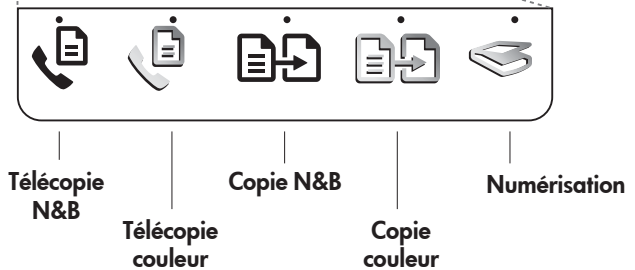 Télécopie
N&B
Télécopie
couleur
Copie N&B
Copie
couleur
Numérisation